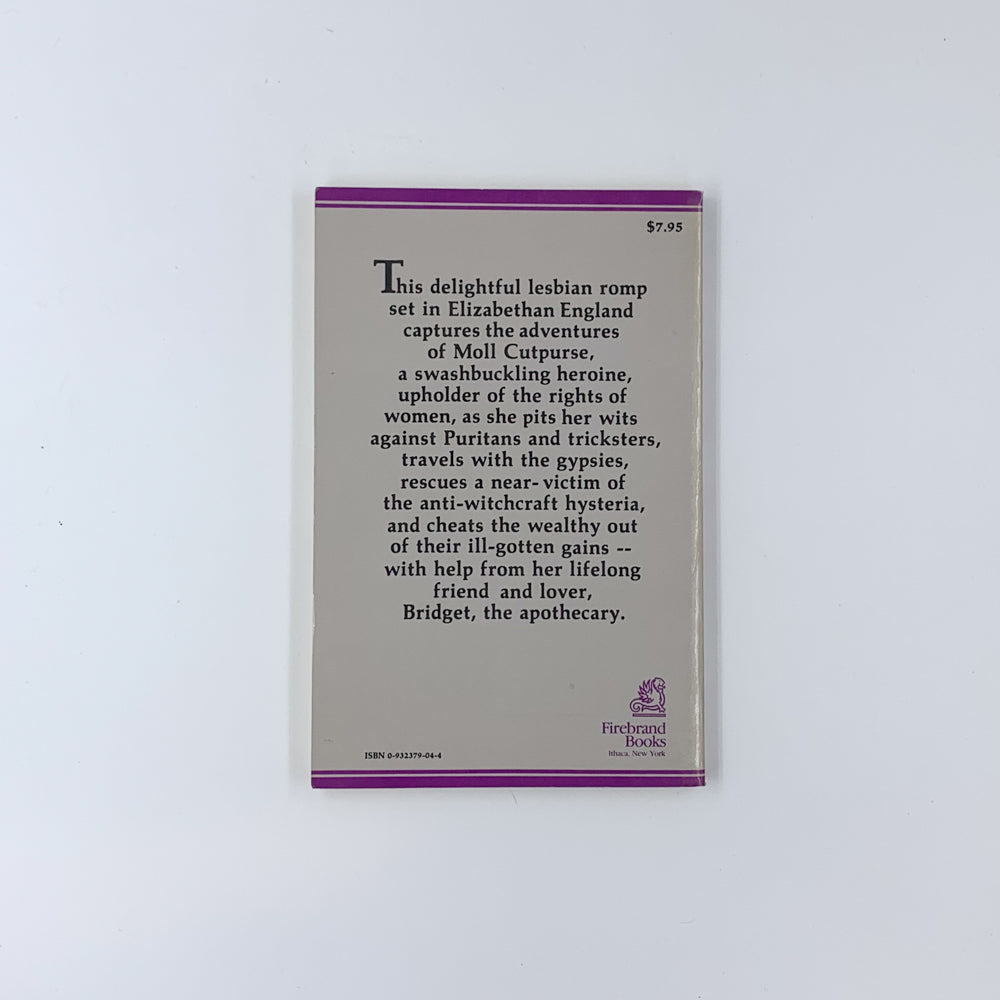 $7.95
This delightful lesbian romp
set in Elizabethan England
captures the adventures
of Moll Cutpurse,
a swashbuckling heroine,
upholder of the rights of
women, as she pits her wits
against Puritans and tricksters,
travels with the gypsies,
rescues a near-victim of
the anti-witchcraft hysteria,
and cheats the wealthy out
of their ill-gotten gains --
with help from her lifelong
friend and lover,
Bridget, the apothecary.
Firebrand
Books
Ithaca, New York
ISBN 0-932379-04-4